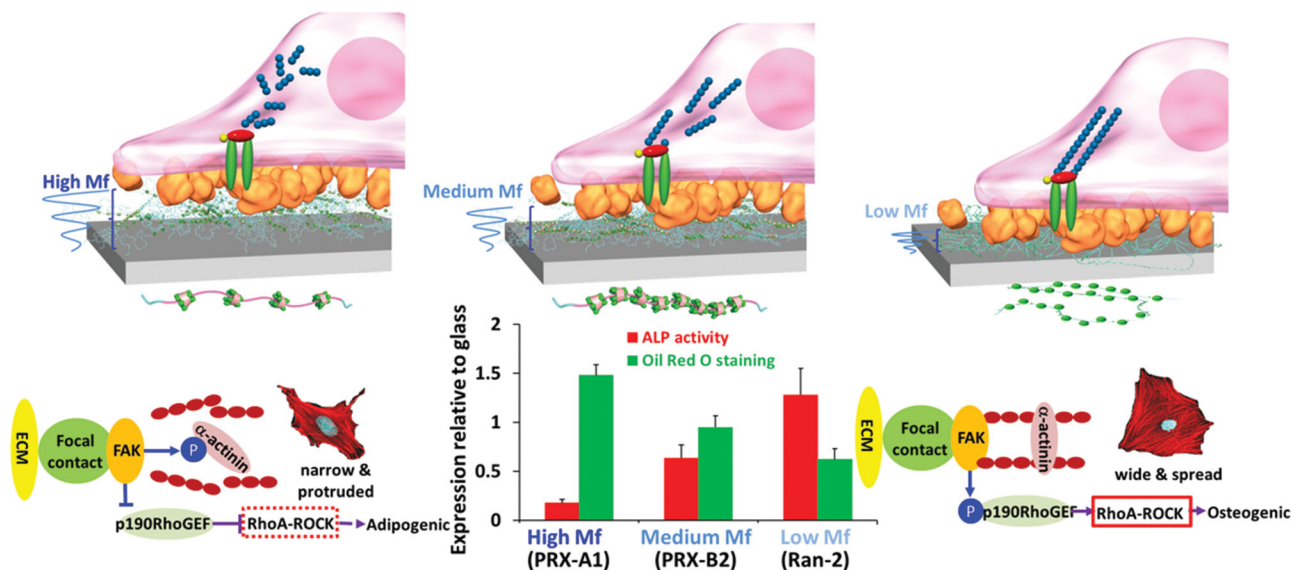 High Mf
Medium Mf
Low Mf
2
1.5
1
0.5
0
Expression relative to glass
ALP activity
Oil Red O staining
High Mf
(PRX-A1)
Medium Mf
(PRX-B2)
Low Mf
(Ran-2)
ECM
Focal
contact
FAK
P
α-actinin
narrow &
protruded
p190RhoGEF
RhoA-ROCK
Adipogenic
ECM
Focal
contact
FAK
α-actinin
wide & spread
P
p190RhoGEF
RhoA-ROCK
Osteogenic